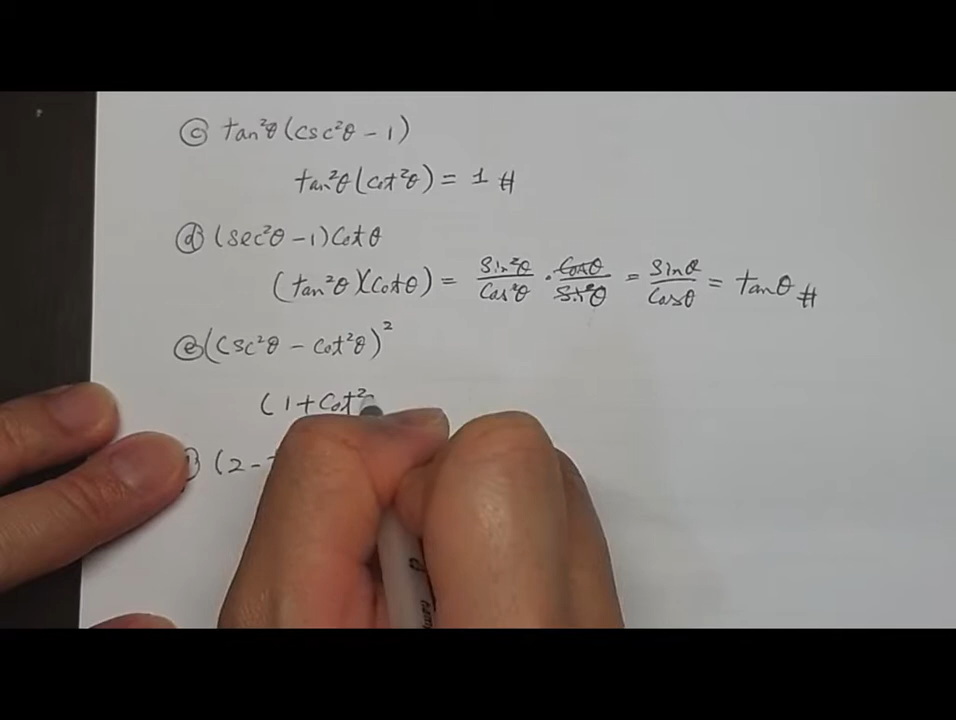 ⓒ tan²θ(csc²θ - 1)
tan²θ(cot²θ) = 1 #
ⓓ (sec²θ - 1)Cotθ
(tan²θ)(Cotθ) = Sin²θ/Cos²θ · Cosθ/Sin²θ = Sinθ/Cosθ = tanθ #
ⓔ (Csc²θ - Cot²θ)²
(1 + Cot²
(2 -